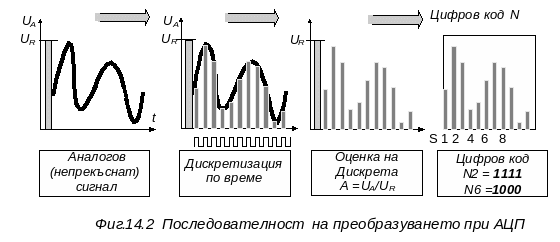 U_A
U_R
t
Аналогов
(непрекъснат)
сигнал
U_A
U_R
Дискретизация
по време
U_R
Оценка на
Дискрета
A =U_A/U_R
Цифров код N
S 1 2 4 6 8
Цифров код
N2 = 1111
N6 =1000
Фиг.14.2 Последователност на преобразуването при АЦП